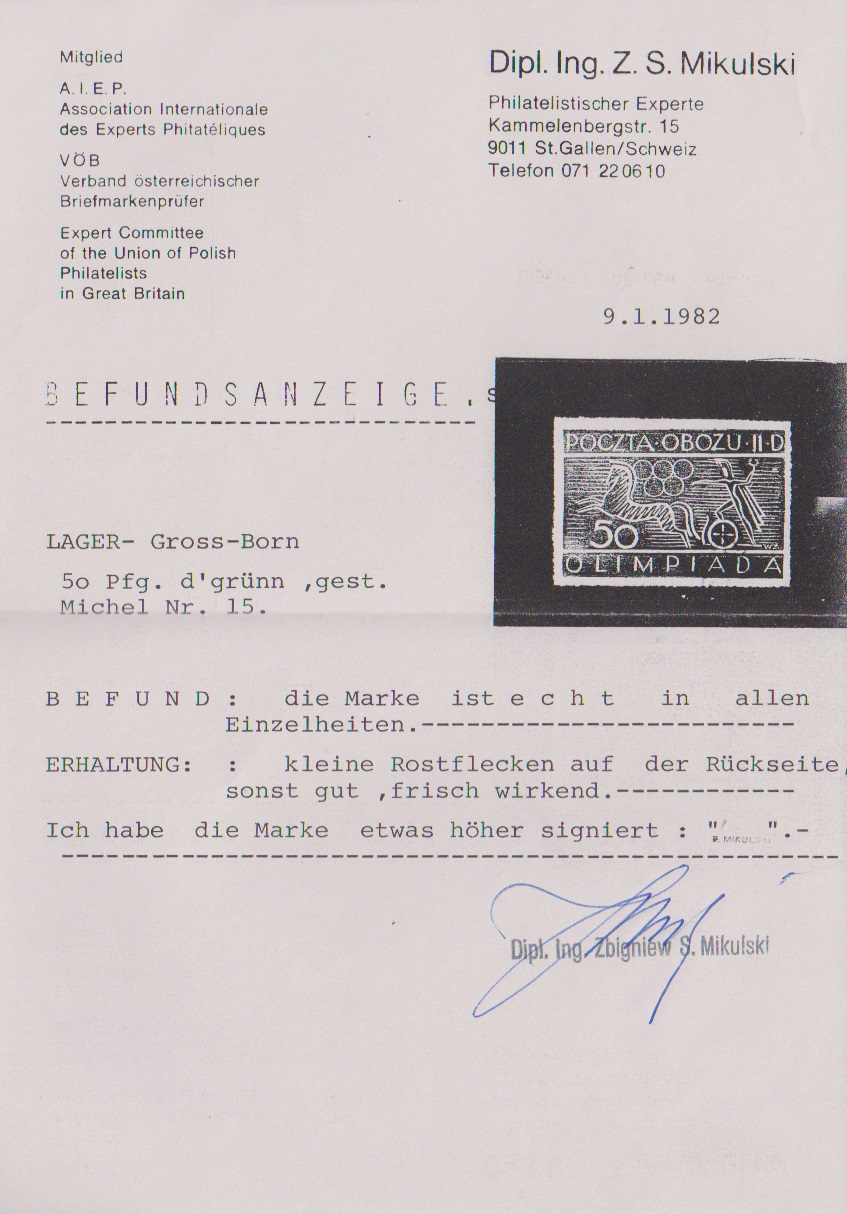 Mitglied
A. I. E. P.
Association Internationale
des Experts Phitatéliques
VÖB
Verband österreichischer
Briefmarkenprüfer
Expert Committee
of the Union of Polish
Philatelists
in Great Britain
Dipl. Ing. Z. S. Mikulski
Philatelistischer Experte
Kammelenbergstr. 15
9011 St.Gallen/Schweiz
Telefon 071 220610
9.1.1982
BEFUNDSANZEIGE. s
POCZTA·OBOZU·II·D
50
OLIMPIADA
LAGER- Gross-Born
5o Pfg. d'grünn ,gest.
Michel Nr. 15.
B E F U N D : die Marke ist e c h t in allen
Einzelheiten.------------------------
ERHALTUNG: : kleine Rostflecken auf der Rückseite,
sonst gut ,frisch wirkend.------------
Ich habe die Marke etwas höher signiert : " MIKULSKI ".-
Dipl. Ing. Zbigniew S. Mikulski